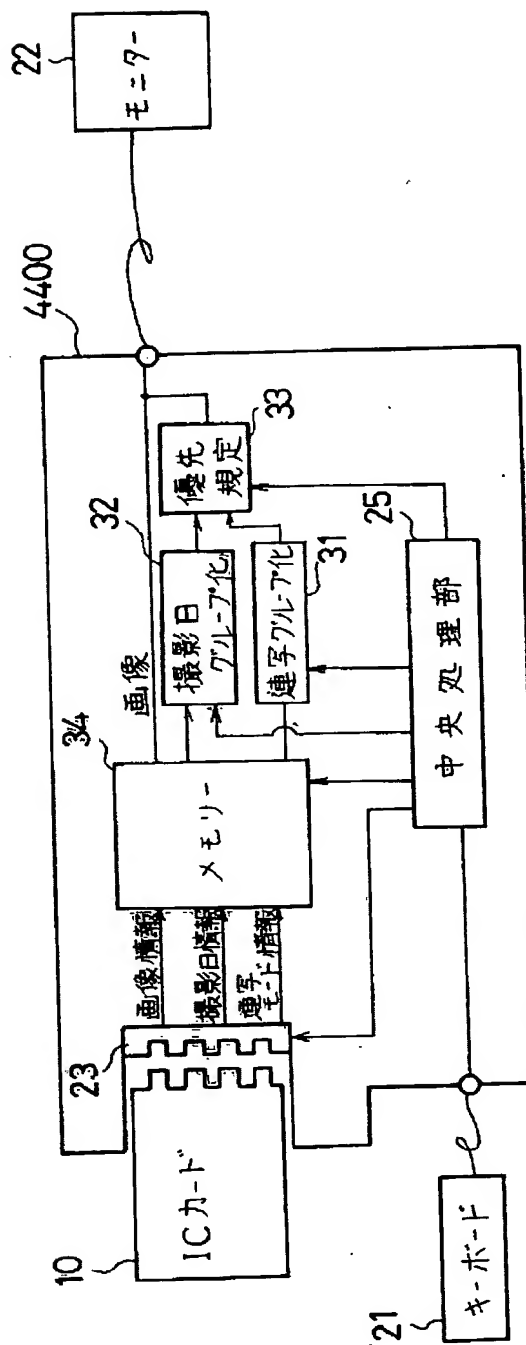 10
ICカード
23
画像情報
撮影日情報
連写
モード情報
34
メモリー
画像
32
撮影日
グループ化
連写グループ化
31
優先
規定
33
4400
22
モニター
25
中央処理部
21
キーボード